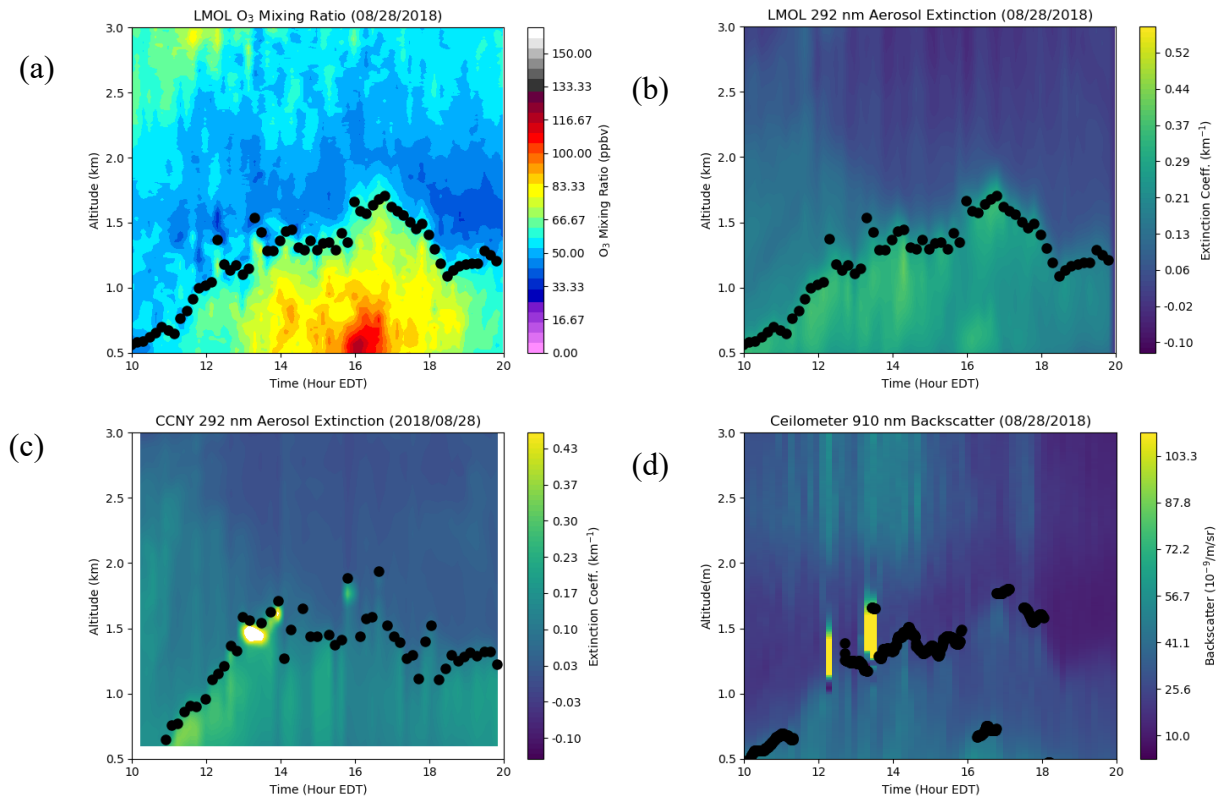 (a)
LMOL O₃ Mixing Ratio (08/28/2018)
3.0
2.5
2.0
1.5
1.0
0.5
Altitude (km)
10 12 14 16 18 20
Time (Hour EDT)
150.00
133.33
116.67
100.00
83.33
66.67
50.00
33.33
16.67
0.00
O₃ Mixing Ratio (ppbv)
(b)
LMOL 292 nm Aerosol Extinction (08/28/2018)
3.0
2.5
2.0
1.5
1.0
0.5
Altitude (km)
10 12 14 16 18 20
Time (Hour EDT)
0.52
0.45
0.37
0.29
0.21
0.13
0.06
-0.02
-0.10
Extinction Coeff. (km⁻¹)
(c)
CCNY 292 nm Aerosol Extinction (2018/08/28)
3.0
2.5
2.0
1.5
1.0
0.5
Altitude (km)
10 12 14 16 18 20
Time (Hour EDT)
0.43
0.37
0.30
0.23
0.17
0.10
0.03
-0.03
-0.10
Extinction Coeff. (km⁻¹)
(d)
Ceilometer 910 nm Backscatter (08/28/2018)
3.0
2.5
2.0
1.5
1.0
0.5
Altitude(m)
10 12 14 16 18 20
Time (Hour EDT)
103.3
87.8
72.2
56.7
41.1
25.6
10.0
Backscatter (10⁻⁹/m/sr)